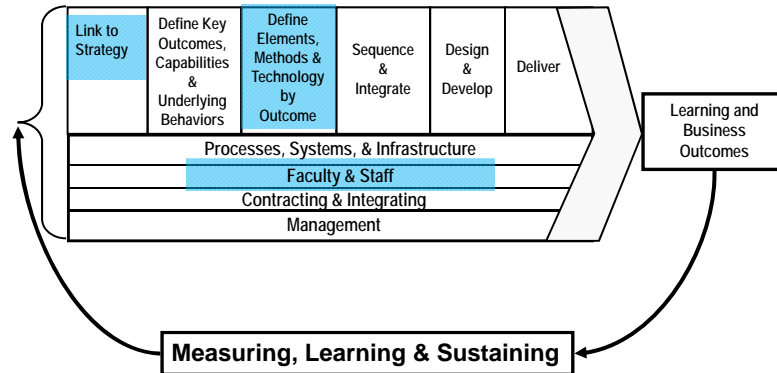 Link to
Strategy
Define Key
Outcomes,
Capabilities
&
Underlying
Behaviors
Define
Elements,
Methods &
Technology
by
Outcome
Sequence
&
Integrate
Design
&
Develop
Deliver
Processes, Systems, & Infrastructure
Faculty & Staff
Contracting & Integrating
Management
Learning and
Business
Outcomes
Measuring, Learning & Sustaining